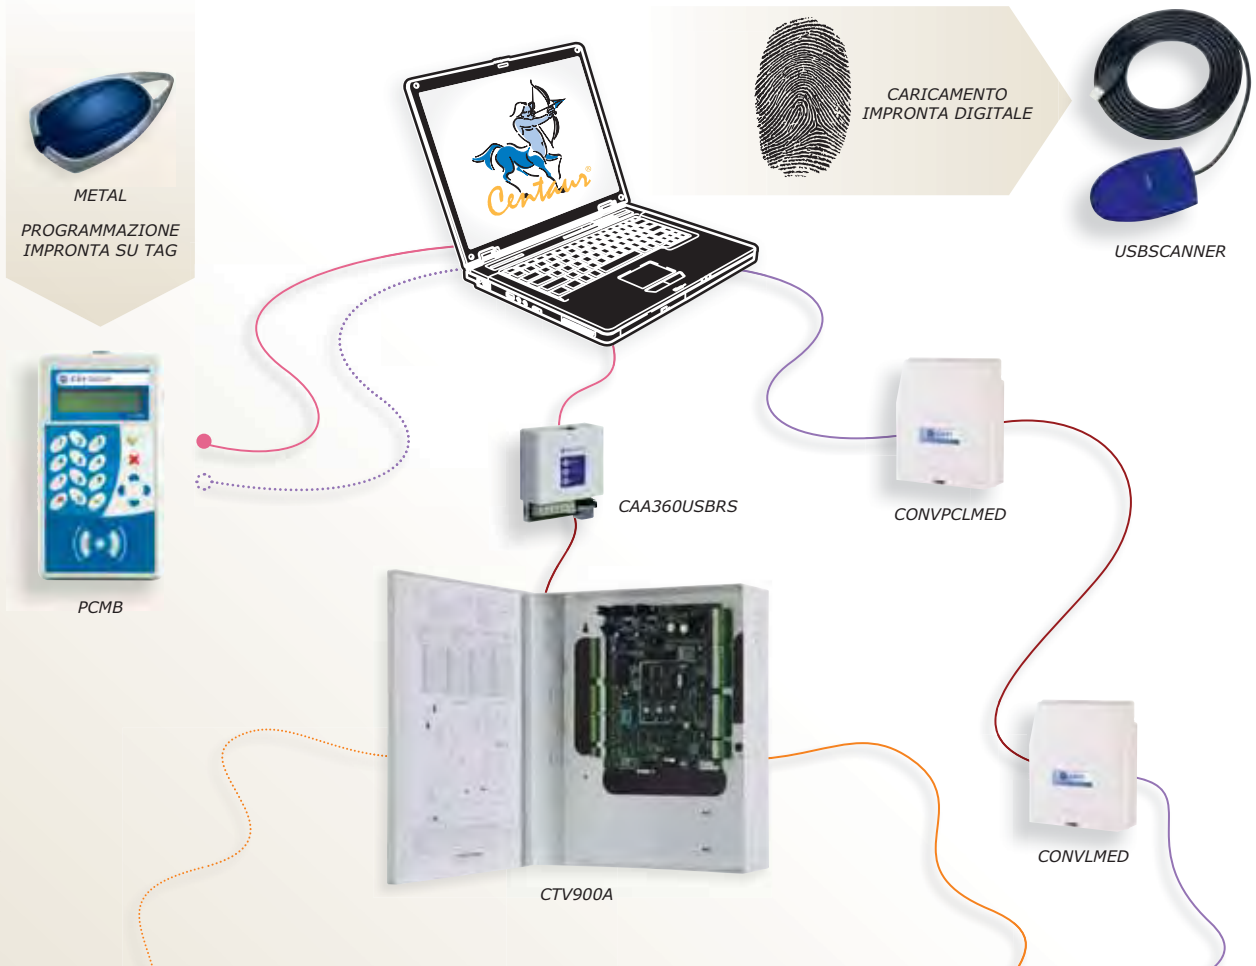 METAL
PROGRAMMAZIONE
IMPRONTA SU TAG
Centaur®
CARICAMENTO
IMPRONTA DIGITALE
USBSCANNER
PCMB
CAA360USBRS
CONVPCLMED
CTV900A
CONVLMED